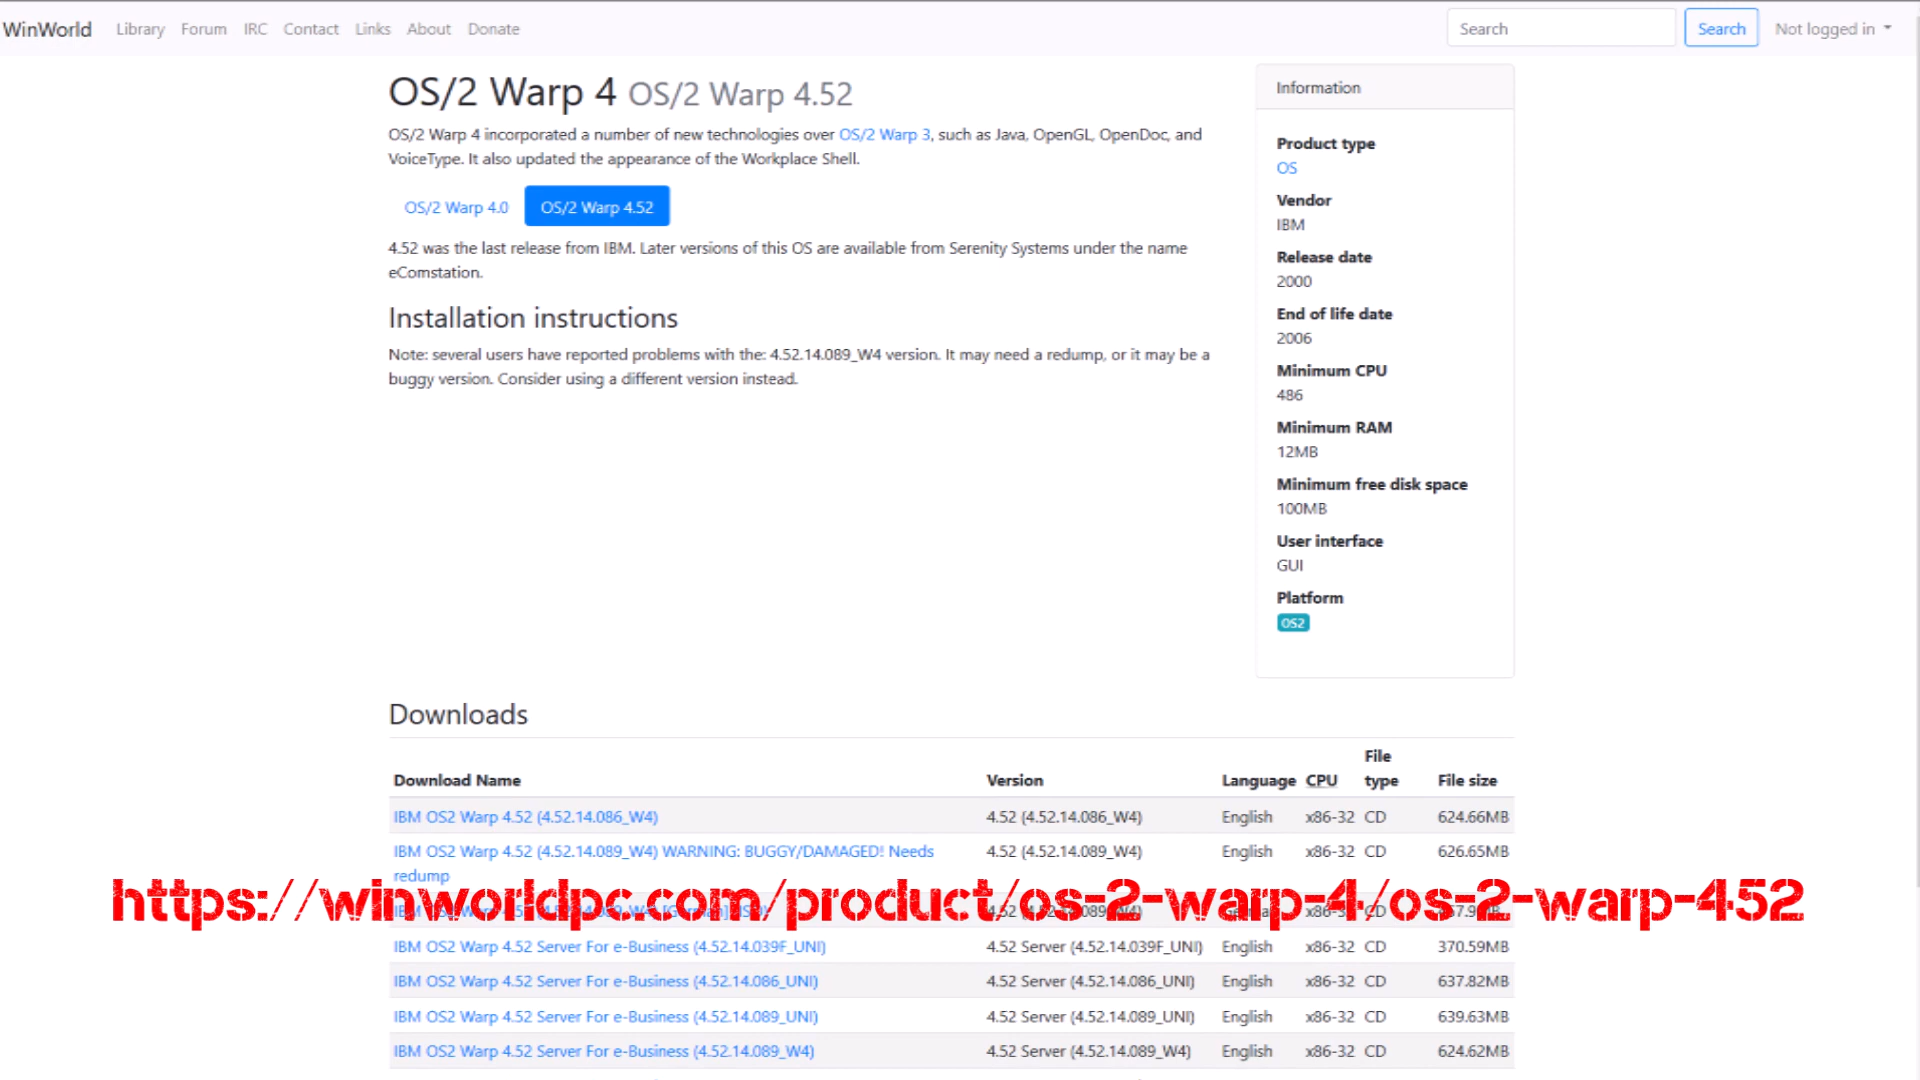 WinWorld Library Forum IRC Contact Links About Donate Search Search Not logged in
OS/2 Warp 4 OS/2 Warp 4.52
OS/2 Warp 4 incorporated a number of new technologies over OS/2 Warp 3, such as Java, OpenGL, OpenDoc, and
VoiceType. It also updated the appearance of the Workplace Shell.
OS/2 Warp 4.0 OS/2 Warp 4.52
4.52 was the last release from IBM. Later versions of this OS are available from Serenity Systems under the name
eComstation.
Installation instructions
Note: several users have reported problems with the: 4.52.14.089_W4 version. It may need a redump, or it may be a
buggy version. Consider using a different version instead.
Information
Product type
OS
Vendor
IBM
Release date
2000
End of life date
2006
Minimum CPU
486
Minimum RAM
12MB
Minimum free disk space
100MB
User interface
GUI
Platform
OS2
Downloads
Download Name Version Language CPU File type File size
IBM OS2 Warp 4.52 (4.52.14.086_W4) 4.52 (4.52.14.086_W4) English x86-32 CD 624.66MB
IBM OS2 Warp 4.52 (4.52.14.089_W4) WARNING: BUGGY/DAMAGED! Needs 4.52 (4.52.14.089_W4) English x86-32 CD 626.65MB
redump
https://winworldpc.com/product/os-2-warp-4/os-2-warp-452
IBM OS2 Warp 4.52 Server For e-Business (4.52.14.039F_UNI) 4.52 Server (4.52.14.039F_UNI) English x86-32 CD 370.59MB
IBM OS2 Warp 4.52 Server For e-Business (4.52.14.086_UNI) 4.52 Server (4.52.14.086_UNI) English x86-32 CD 637.82MB
IBM OS2 Warp 4.52 Server For e-Business (4.52.14.089_UNI) 4.52 Server (4.52.14.089_UNI) English x86-32 CD 639.63MB
IBM OS2 Warp 4.52 Server For e-Business (4.52.14.089_W4) 4.52 Server (4.52.14.089_W4) English x86-32 CD 624.62MB